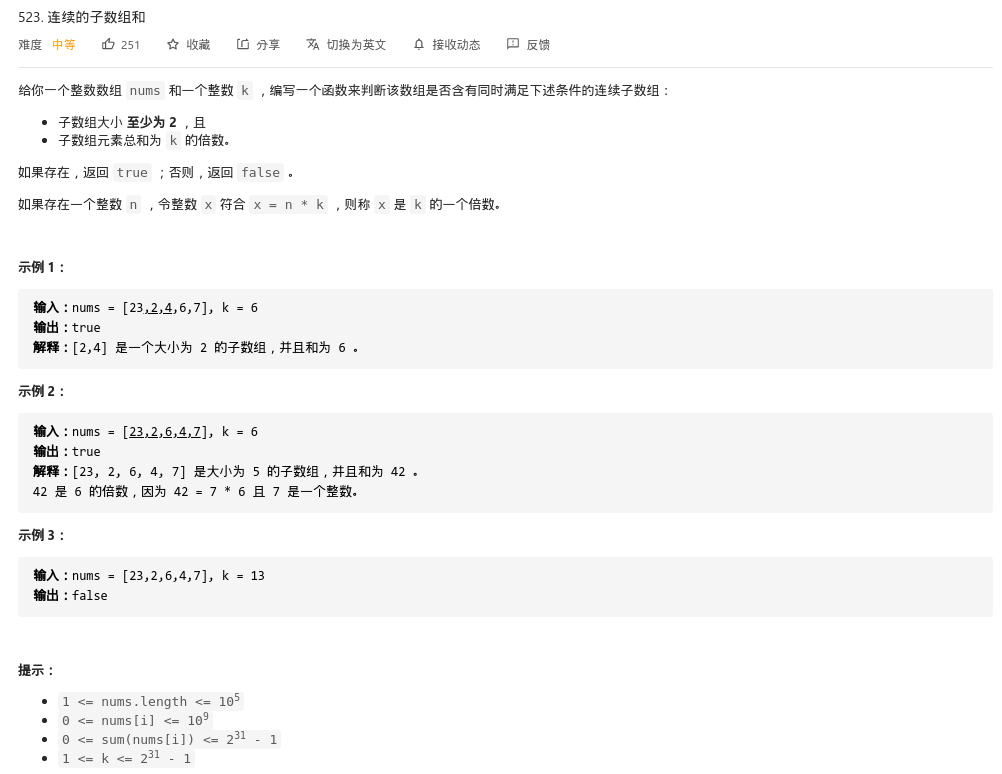 523. 连续的子数组和
难度 中等 251 收藏 分享 切换为英文 接收动态 反馈
给你一个整数数组 nums 和一个整数 k ，编写一个函数来判断该数组是否含有同时满足下述条件的连续子数组：
子数组大小 至少为 2 ，且
子数组元素总和为 k 的倍数。
如果存在，返回 true ；否则，返回 false 。
如果存在一个整数 n ，令整数 x 符合 x = n * k ，则称 x 是 k 的一个倍数。
示例 1：
输入：nums = [23,2,4,6,7], k = 6
输出：true
解释：[2,4] 是一个大小为 2 的子数组，并且和为 6 。
示例 2：
输入：nums = [23,2,6,4,7], k = 6
输出：true
解释：[23, 2, 6, 4, 7] 是大小为 5 的子数组，并且和为 42 。
42 是 6 的倍数，因为 42 = 7 * 6 且 7 是一个整数。
示例 3：
输入：nums = [23,2,6,4,7], k = 13
输出：false
提示：
1 <= nums.length <= 10⁵
0 <= nums[i] <= 10⁹
0 <= sum(nums[i]) <= 2³¹ - 1
1 <= k <= 2³¹ - 1